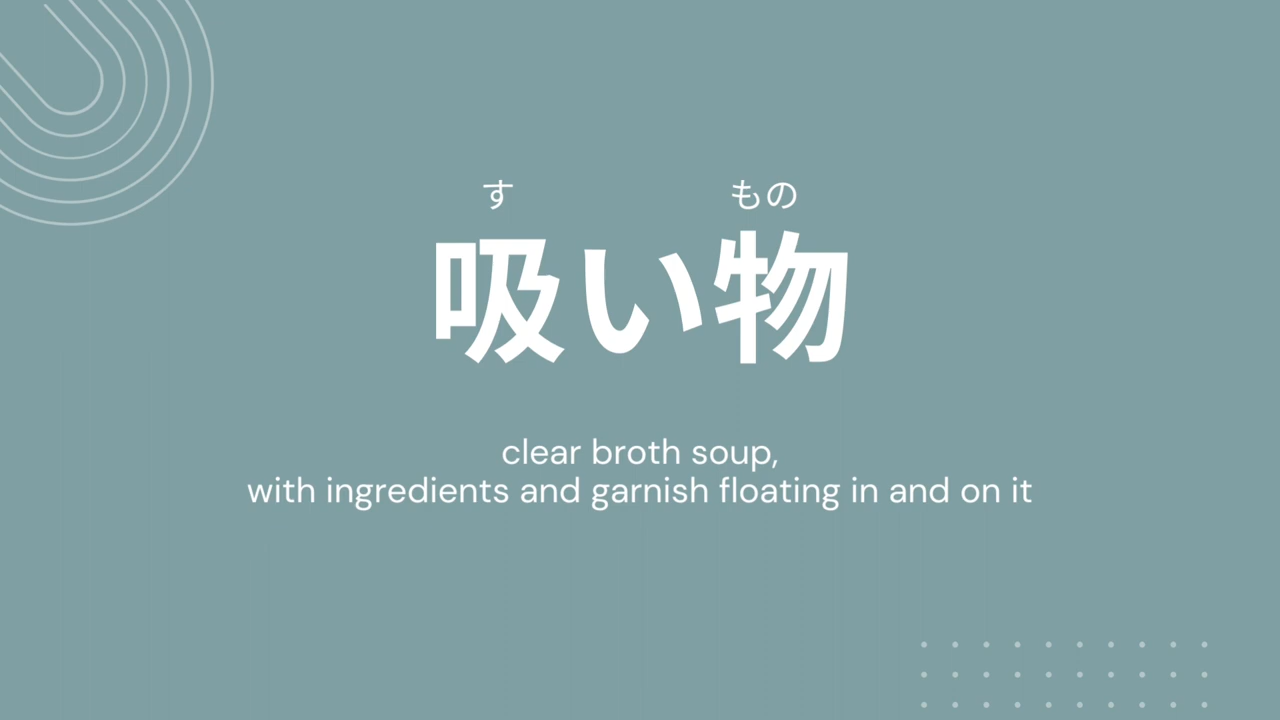 す もの
吸い物
clear broth soup,
with ingredients and garnish floating in and on it